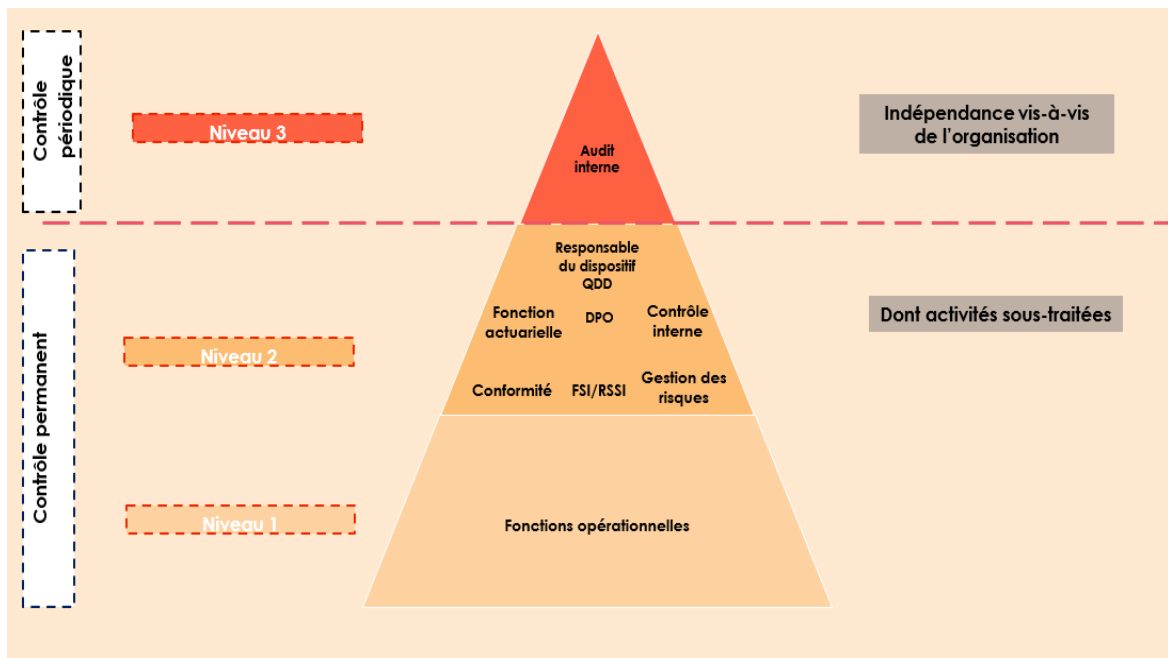 Contrôle
périodique
Niveau 3
Audit
interne
Indépendance vis-à-vis
de l'organisation
Contrôle permanent
Niveau 2
Responsable
du dispositif
QDD
Fonction
actuarielle
DPO
Contrôle
interne
Conformité
FSI/RSSI
Gestion des
risques
Dont activités sous-traitées
Niveau 1
Fonctions opérationnelles